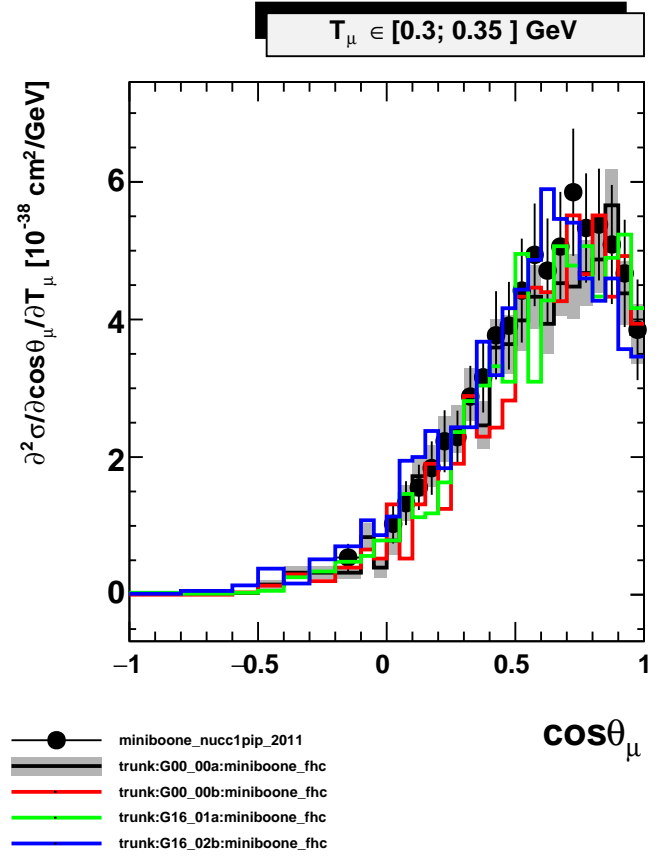 T_μ ∈ [0.3; 0.35 ] GeV
∂²σ/∂cosθ_μ/∂T_μ [10⁻³⁸ cm²/GeV]
6
4
2
0
−1 −0.5 0 0.5 1
cosθ_μ
miniboone_nucc1pip_2011
trunk:G00_00a:miniboone_fhc
trunk:G00_00b:miniboone_fhc
trunk:G16_01a:miniboone_fhc
trunk:G16_02b:miniboone_fhc